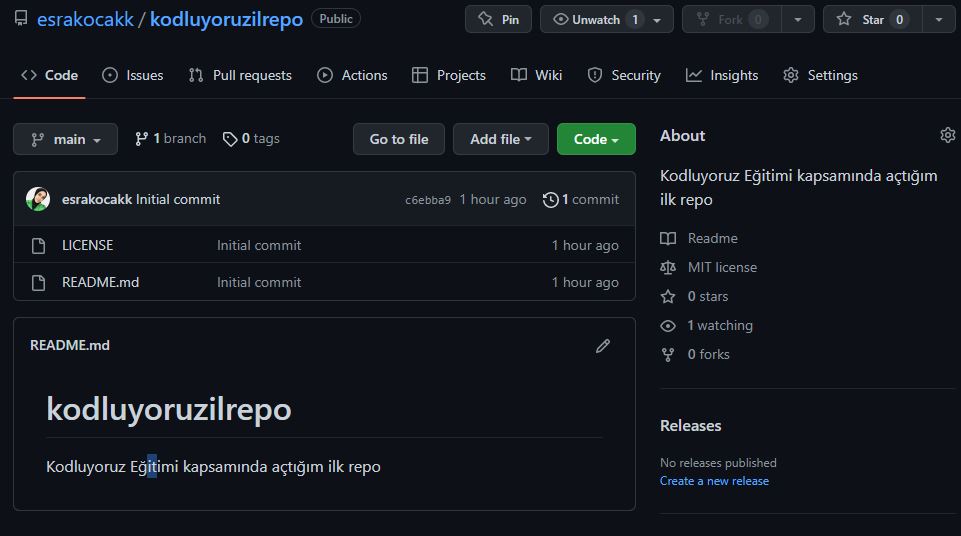 esrakocakk / kodluyoruzilrepo Public Pin Unwatch 1 Fork 0 Star 0
Code Issues Pull requests Actions Projects Wiki Security Insights Settings
main 1 branch 0 tags Go to file Add file Code
esrakocakk Initial commit c6ebba9 1 hour ago 1 commit
LICENSE Initial commit 1 hour ago
README.md Initial commit 1 hour ago
README.md
kodluyoruzilrepo
Kodluyoruz Eğitimi kapsamında açtığım ilk repo
About
Kodluyoruz Eğitimi kapsamında açtığım
ilk repo
Readme
MIT license
0 stars
1 watching
0 forks
Releases
No releases published
Create a new release